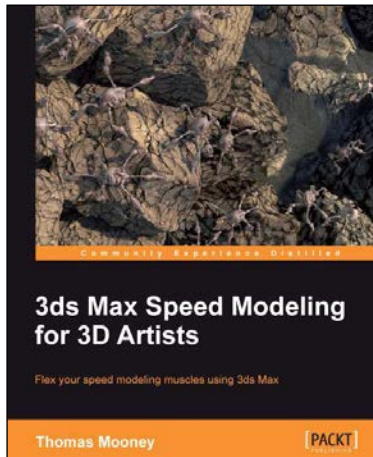 Community Experience Distilled
3ds Max Speed Modeling
for 3D Artists
Flex your speed modeling muscles using 3ds Max
Thomas Mooney
[PACKT]
PUBLISHING